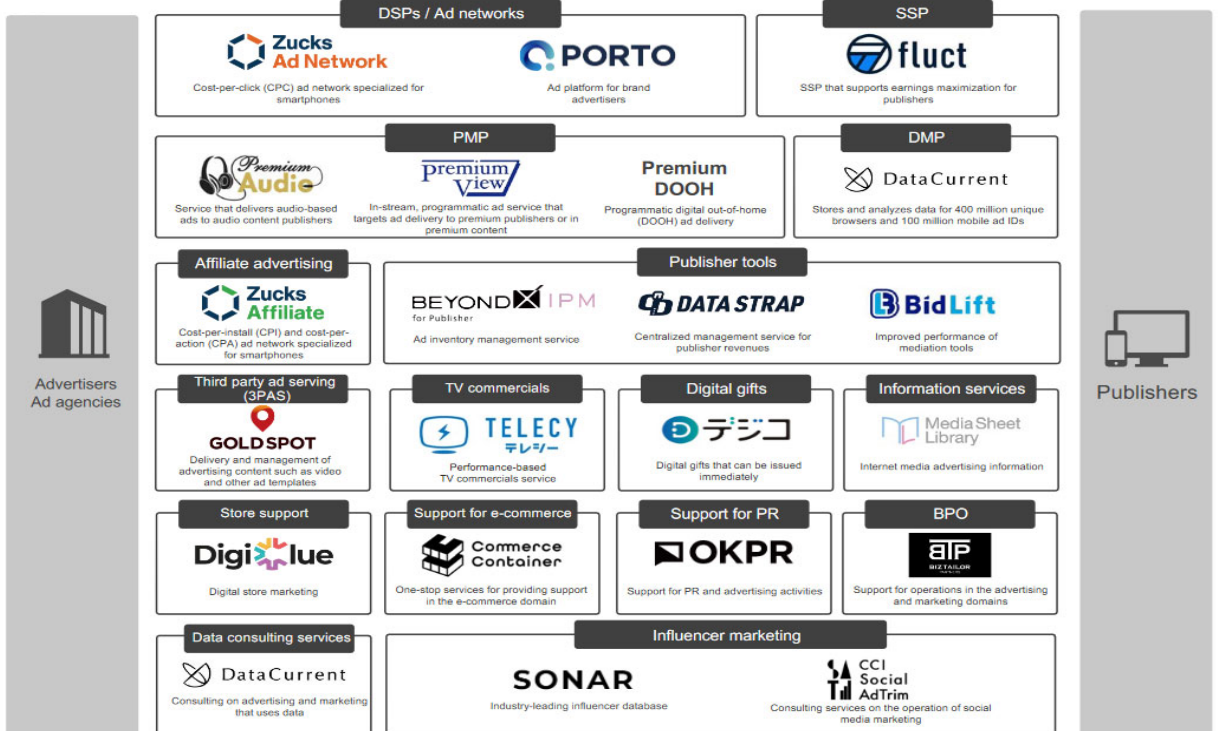 DSPs / Ad networks
SSP
Zucks
Ad Network
PORTO
fluct
Cost-per-click (CPC) ad network specialized for
smartphones
Ad platform for brand
advertisers
SSP that supports earnings maximization for
publishers
PMP
DMP
Premium
Audio
premium
View
Premium
DOOH
DataCurrent
Service that delivers audio-based
ads to audio content publishers
In-stream, programmatic ad service that
targets ad delivery to premium publishers or in
premium content
Programmatic digital out-of-home
(DOOH) ad delivery
Stores and analyzes data for 400 million unique
browsers and 100 million mobile ad IDs
Affiliate advertising
Publisher tools
Zucks
Affiliate
BEYOND X IPM
for Publisher
DATA STRAP
BidLift
Cost-per-install (CPI) and cost-per-
action (CPA) ad network specialized
for smartphones
Ad inventory management service
Centralized management service for
publisher revenues
Improved performance of
mediation tools
Advertisers
Ad agencies
Publishers
Third party ad serving
(3PAS)
TV commercials
Digital gifts
Information services
GOLD SPOT
TELECY
テレシー
デジコ
Media Sheet
Library
Delivery and management of
advertising content such as video
and other ad templates
Performance-based
TV commercials service
Digital gifts that can be issued
immediately
Internet media advertising information
Store support
Support for e-commerce
Support for PR
BPO
Digiclue
Commerce
Container
OKPR
BTP
BIZTAILOR
Digital store marketing
One-stop services for providing support
in the e-commerce domain
Support for PR and advertising activities
Support for operations in the advertising
and marketing domains
Data consulting services
Influencer marketing
DataCurrent
SONAR
SAT
CCI
Social
AdTrim
Consulting on advertising and marketing
that uses data
Industry-leading influencer database
Consulting services on the operation of social
media marketing